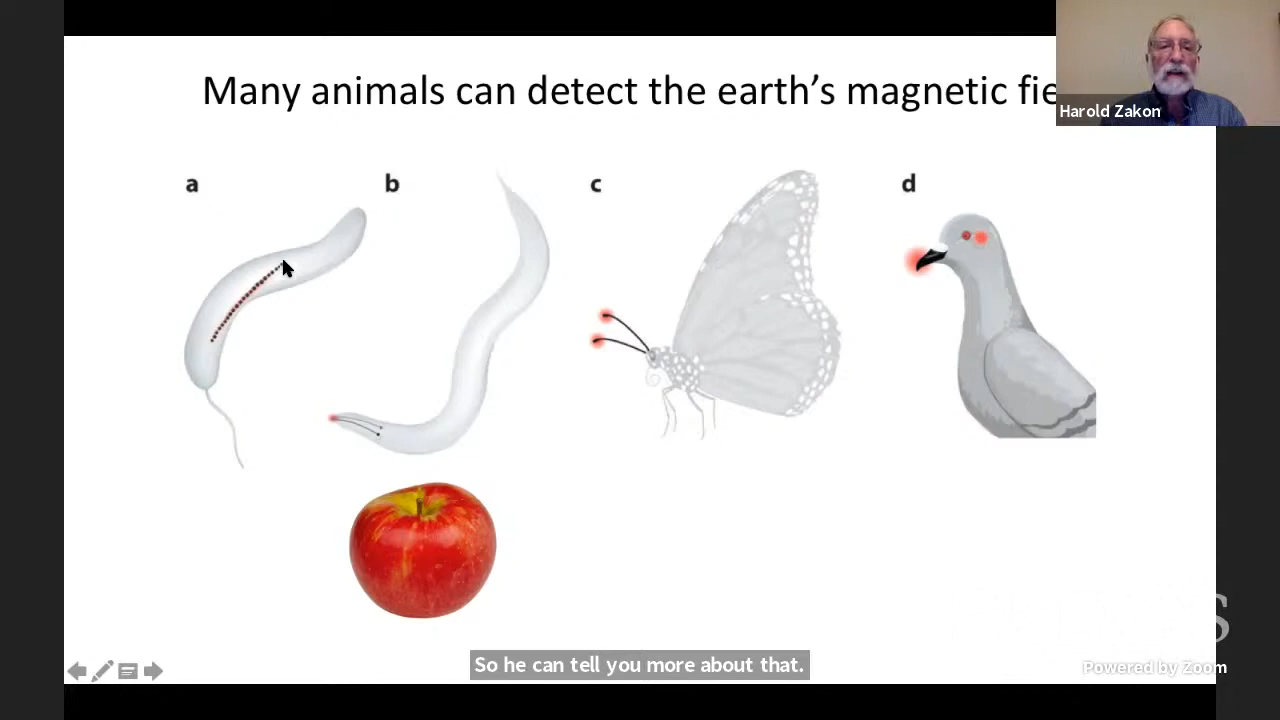 Many animals can detect the earth's magnetic fie
Harold Zakon
a
b
c
d
So he can tell you more about that.
S
Powered by Zoom